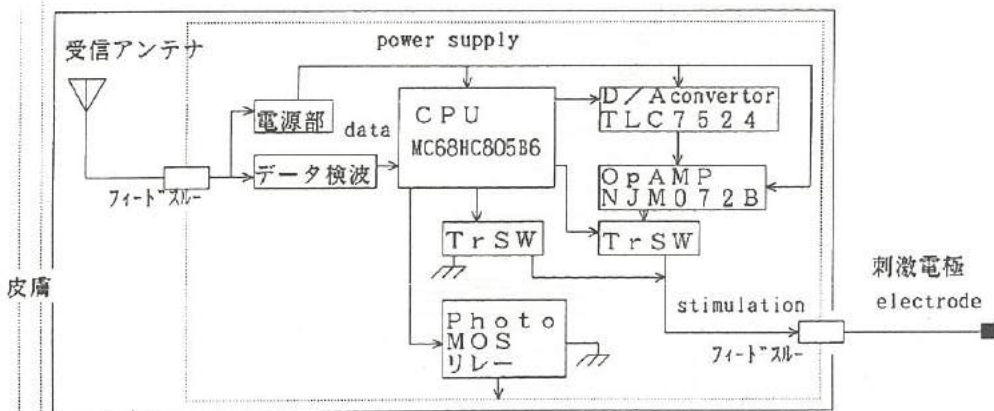 受信アンテナ
power supply
電源部
data
CPU
MC68HC805B6
D/Aconvertor
TLC7524
データ検波
フィードスルー
OpAMP
NJM072B
TrSW
TrSW
皮膚
刺激電極
electrode
stimulation
Photo
MOS
リレー
フィードスルー